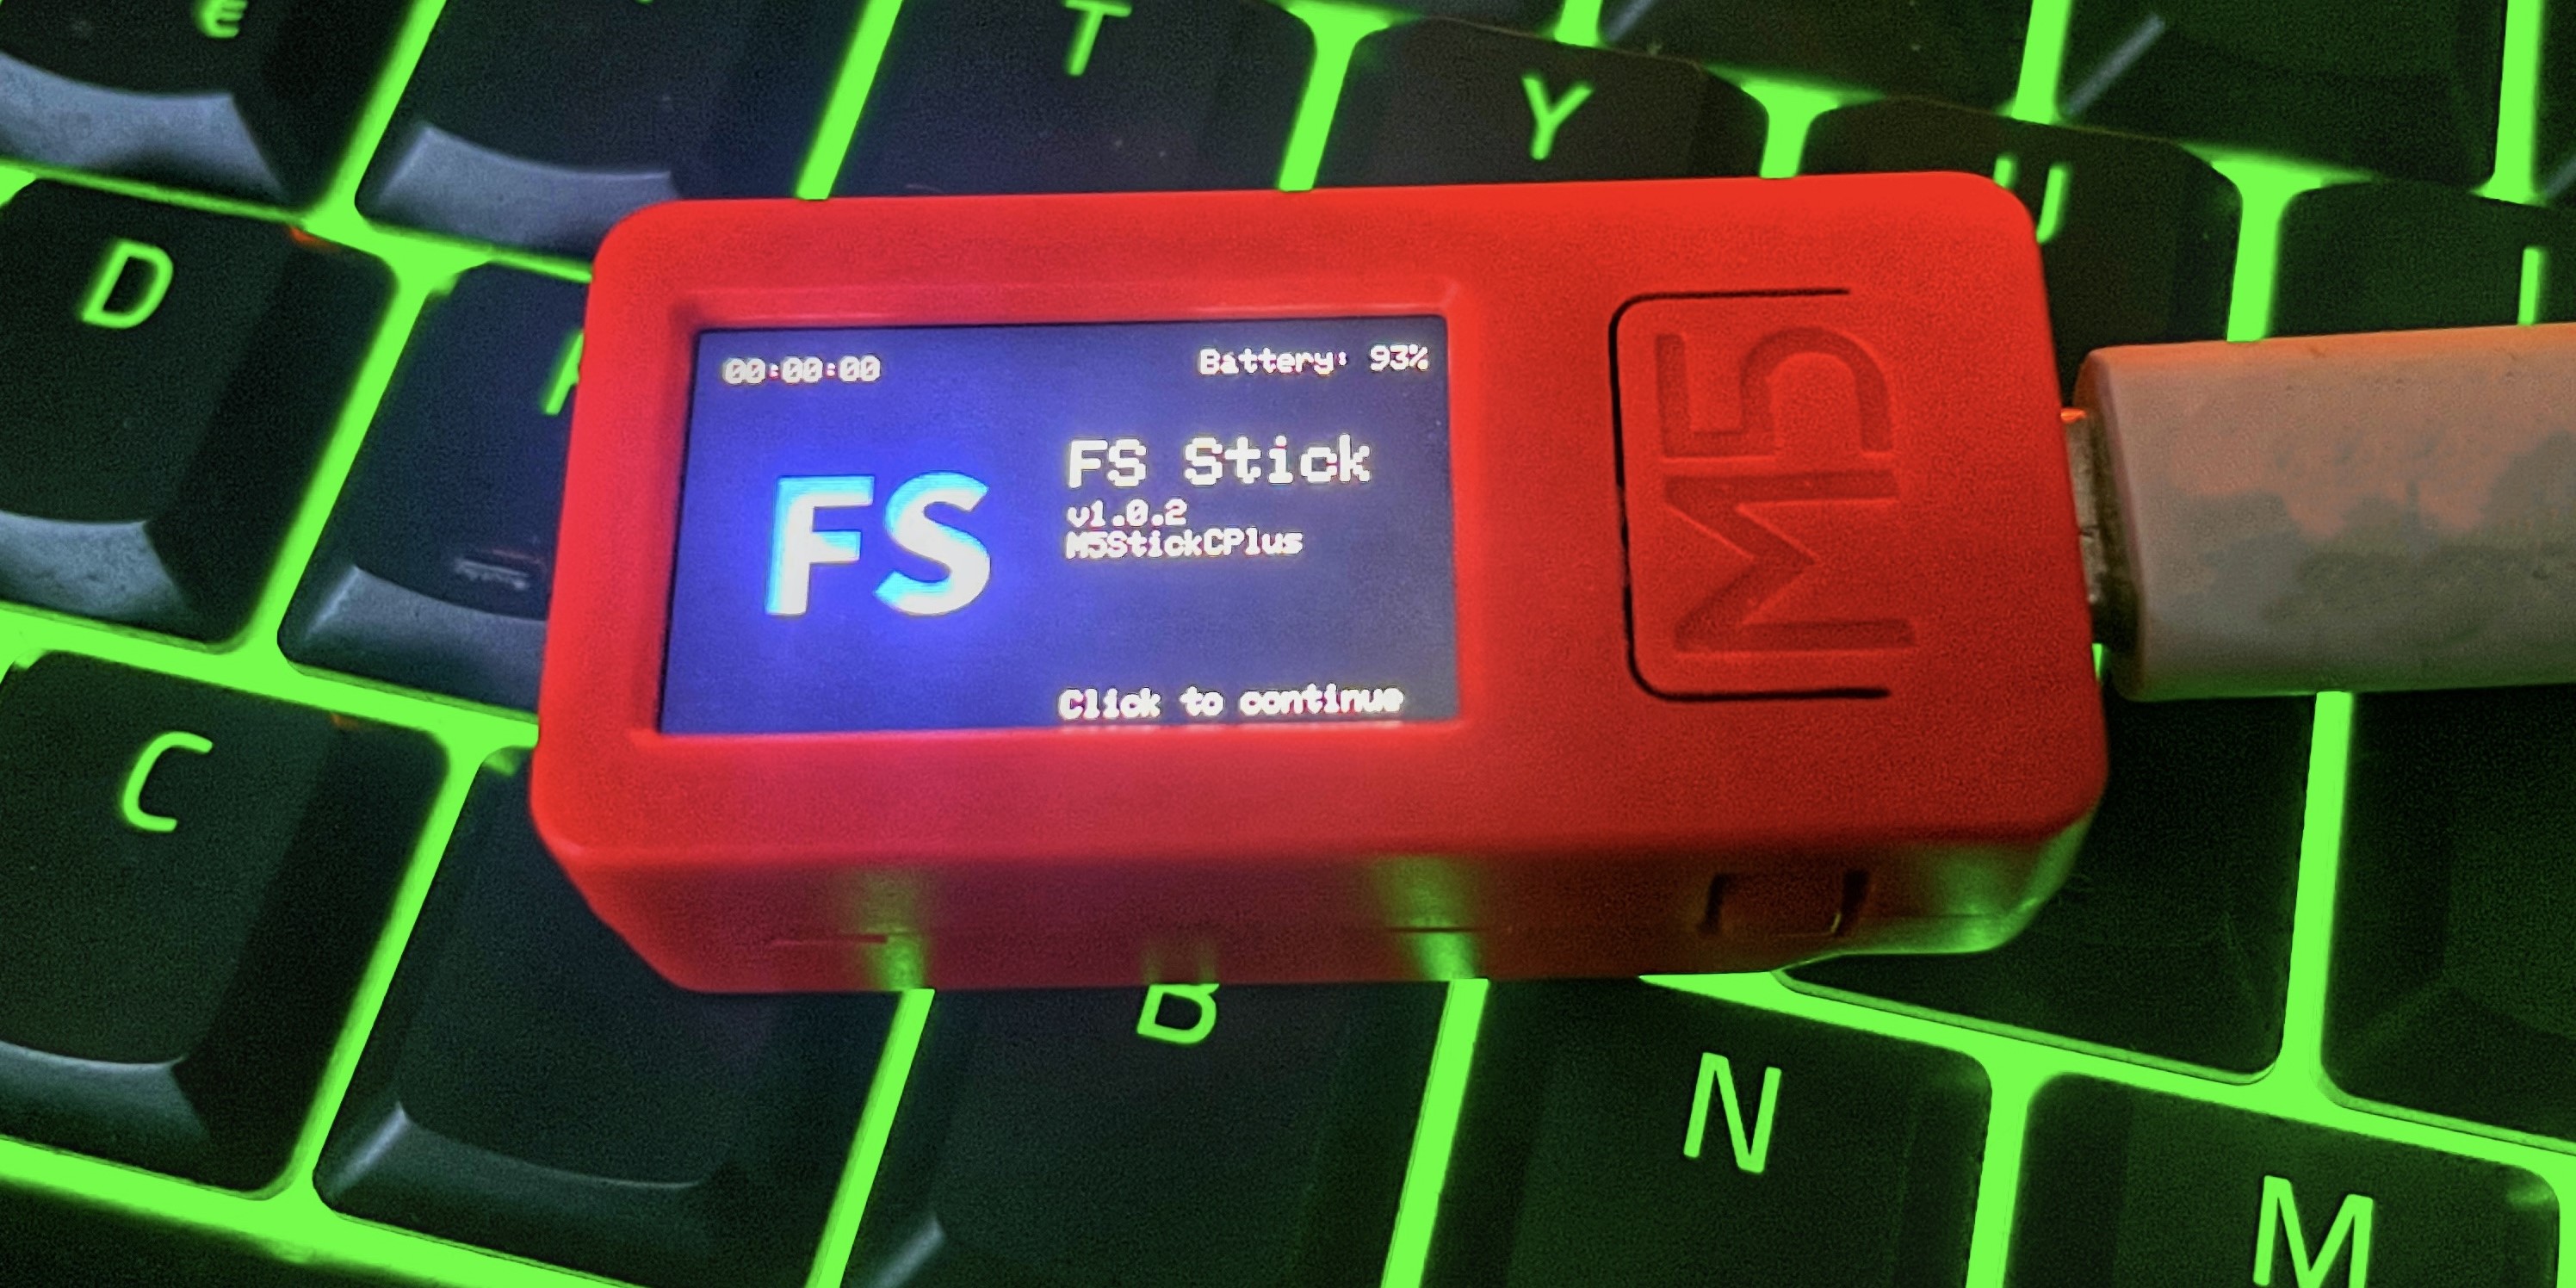 €
T
Y
U
I
D
00:00:00
Battery: 93%
FS
FS Stick
v1.0.2
M5StickCPlus
Click to continue
M5
C
B
N
M